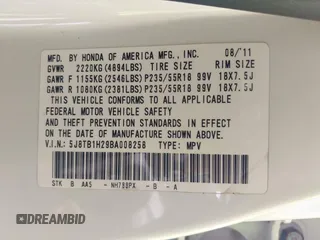 MFD. BY HONDA OF AMERICA MFG., INC. 08/'11
GVWR 2220KG(4894LBS) TIRE SIZE RIM SIZE
GAWR F 1155KG(2546LBS) P235/55R18 99V 18X7.5J
GAWR R 1080KG(2381LBS) P235/55R18 99V 18X7.5J
THIS VEHICLE CONFORMS TO ALL APPLICABLE
FEDERAL MOTOR VEHICLE SAFETY
AND THEFT PREVENTION STANDARDS IN EFFECT ON
THE DATE OF MANUFACTURE SHOWN ABOVE.
V.I.N.: 5J8TB1H29BA008258 TYPE: MPV
STK B AA5 - NH788PX - B - A
DREAMBID